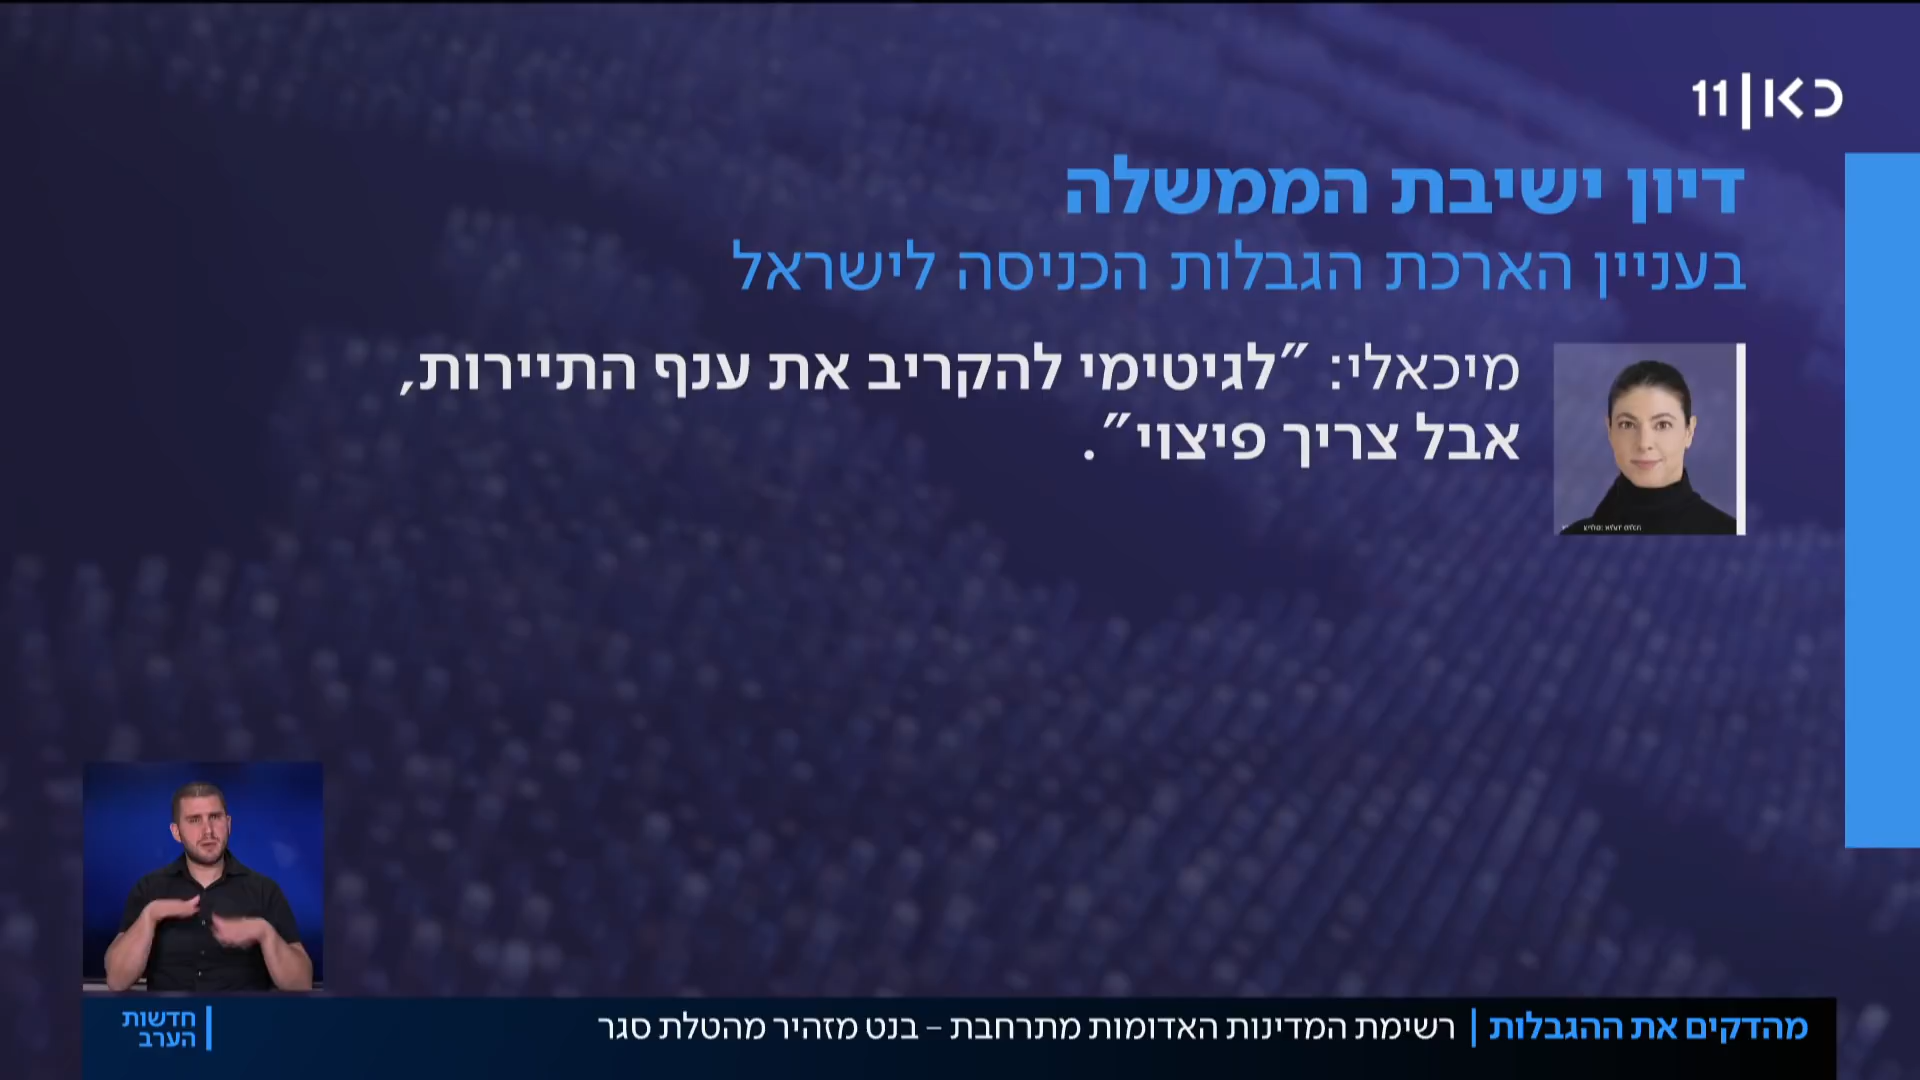 כאן 11
דיון ישיבת הממשלה
בעניין הארכת הגבלות הכניסה לישראל
מיכאלי: "לגיטימי להקריב את ענף התיירות,
אבל צריך פיצוי".
מהדקים את ההגבלות | רשימת המדינות האדומות מתרחבת – בנט מזהיר מהטלת סגר
חדשות
הערב